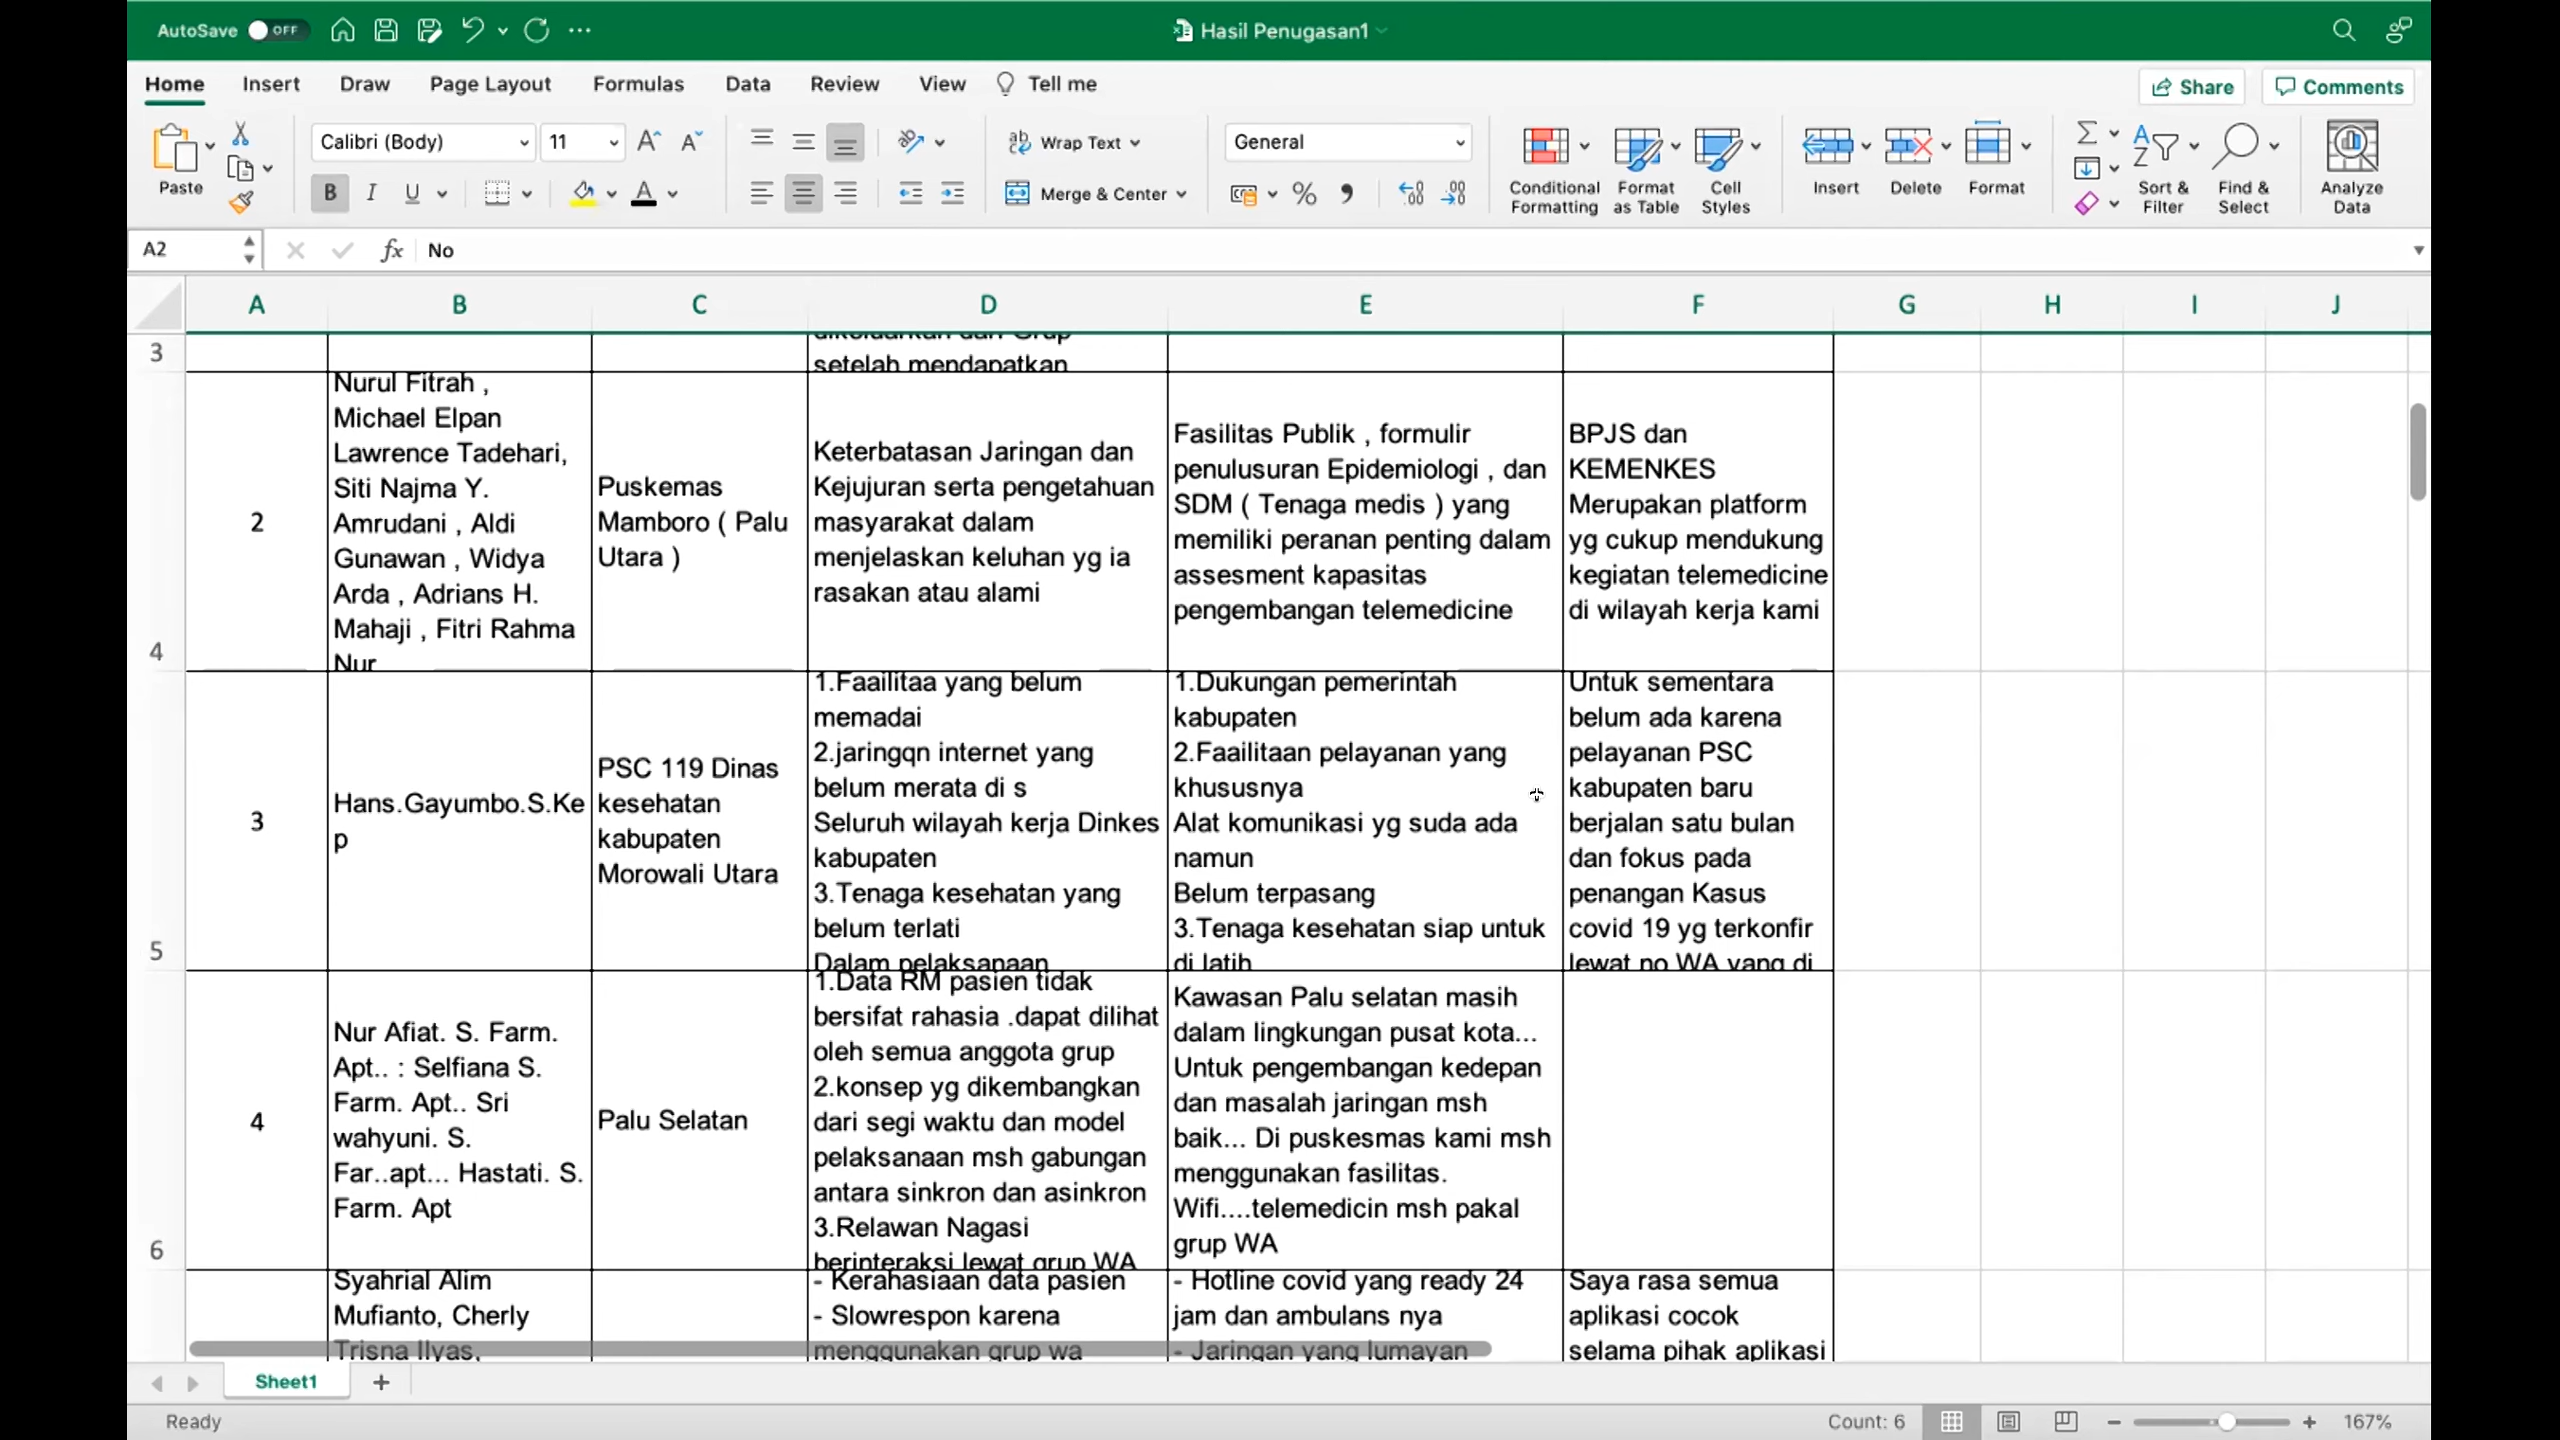 AutoSave OFF
Hasil Penugasan1
Home Insert Draw Page Layout Formulas Data Review View Tell me Share Comments
Paste
Calibri (Body) 11
B I U
Wrap Text
Merge & Center
General
Conditional
Formatting
Format
as Table
Cell
Styles
Insert
Delete
Format
Sort &
Filter
Find &
Select
Analyze
Data
A2 fx No
A B C D E F G H I J
3
setelah mendapatkan
4
2
Nurul Fitrah ,
Michael Elpan
Lawrence Tadehari,
Siti Najma Y.
Amrudani , Aldi
Gunawan , Widya
Arda , Adrians H.
Mahaji , Fitri Rahma
Nur
Puskemas
Mamboro ( Palu
Utara )
Keterbatasan Jaringan dan
Kejujuran serta pengetahuan
masyarakat dalam
menjelaskan keluhan yg ia
rasakan atau alami
Fasilitas Publik , formulir
penulusuran Epidemiologi , dan
SDM ( Tenaga medis ) yang
memiliki peranan penting dalam
assesment kapasitas
pengembangan telemedicine
BPJS dan
KEMENKES
Merupakan platform
yg cukup mendukung
kegiatan telemedicine
di wilayah kerja kami
5
3
Hans.Gayumbo.S.Ke
p
PSC 119 Dinas
kesehatan
kabupaten
Morowali Utara
1.Faailitaa yang belum
memadai
2.jaringqn internet yang
belum merata di s
Seluruh wilayah kerja Dinkes
kabupaten
3.Tenaga kesehatan yang
belum terlati
Dalam pelaksanaan
1.Dukungan pemerintah
kabupaten
2.Faailitaan pelayanan yang
khususnya
Alat komunikasi yg suda ada
namun
Belum terpasang
3.Tenaga kesehatan siap untuk
di latih
Untuk sementara
belum ada karena
pelayanan PSC
kabupaten baru
berjalan satu bulan
dan fokus pada
penangan Kasus
covid 19 yg terkonfir
lewat no WA yang di
6
4
Nur Afiat. S. Farm.
Apt.. : Selfiana S.
Farm. Apt.. Sri
wahyuni. S.
Far..apt... Hastati. S.
Farm. Apt
Palu Selatan
1.Data RM pasien tidak
bersifat rahasia .dapat dilihat
oleh semua anggota grup
2.konsep yg dikembangkan
dari segi waktu dan model
pelaksanaan msh gabungan
antara sinkron dan asinkron
3.Relawan Nagasi
berinteraksi lewat grup WA
Kawasan Palu selatan masih
dalam lingkungan pusat kota...
Untuk pengembangan kedepan
dan masalah jaringan msh
baik... Di puskesmas kami msh
menggunakan fasilitas.
Wifi....telemedicin msh pakal
grup WA
Syahrial Alim
Mufianto, Cherly
Trisna Ilyas,
- Kerahasiaan data pasien
- Slowrespon karena
menggunakan grup wa
- Hotline covid yang ready 24
jam dan ambulans nya
- Jaringan yang lumayan
Saya rasa semua
aplikasi cocok
selama pihak aplikasi
Sheet1
Ready
Count: 6
167%